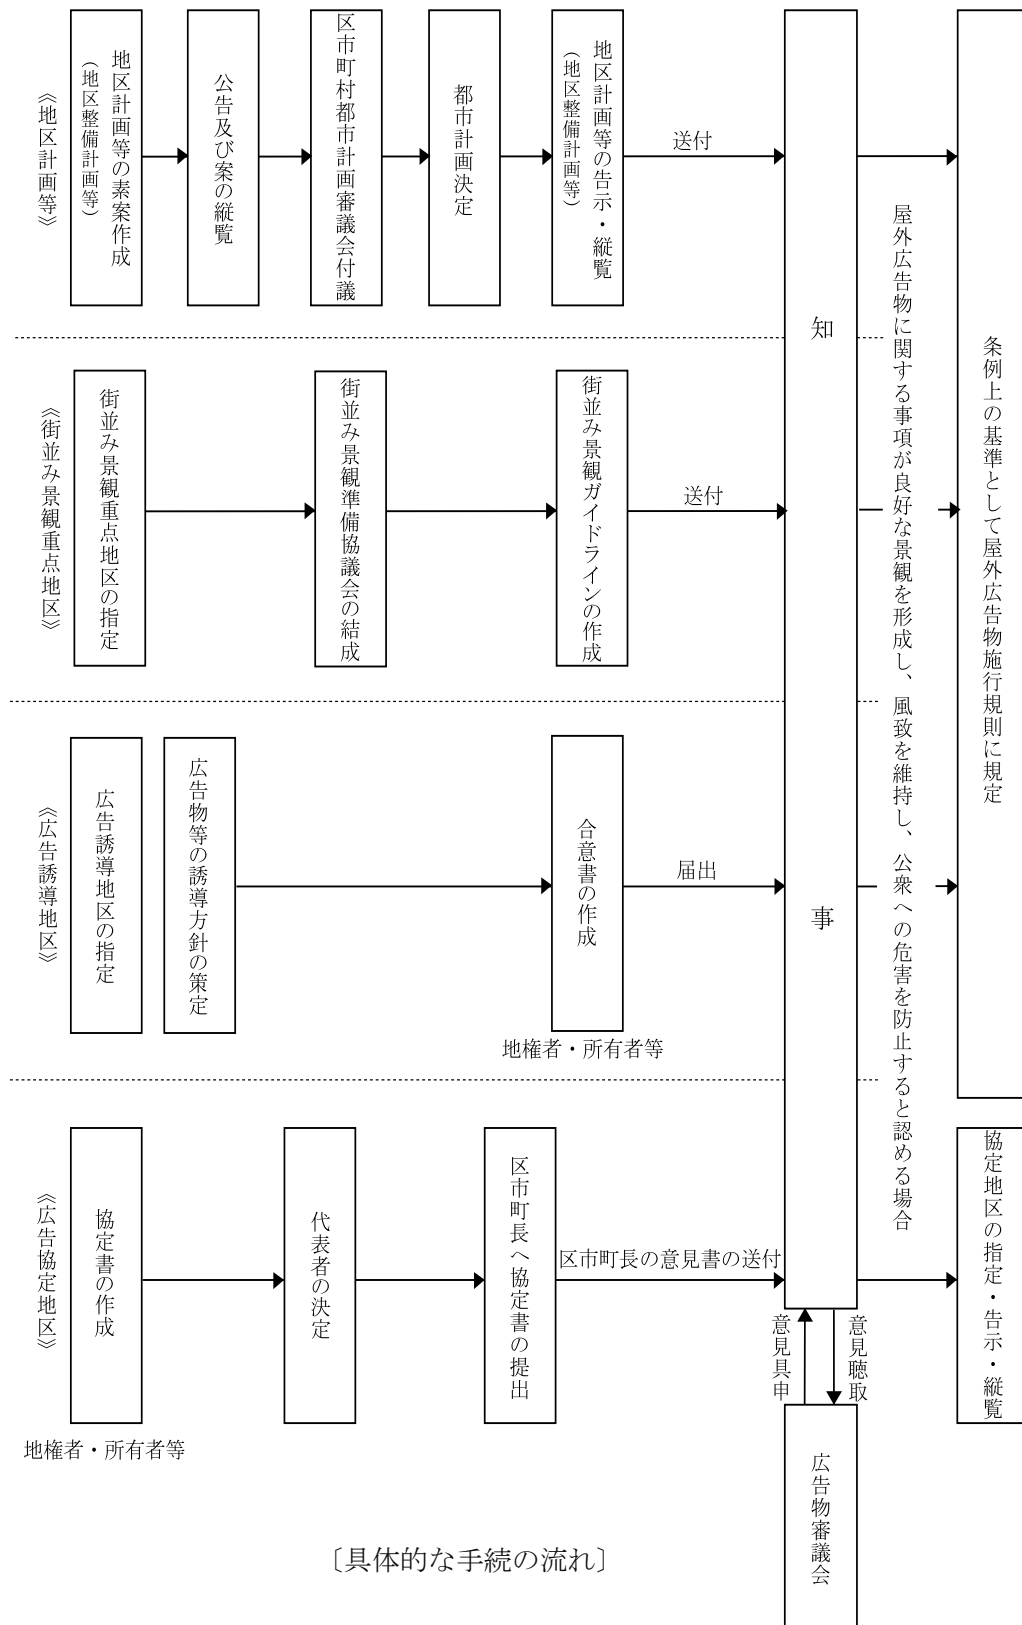 《地区計画等》
地区計画等の素案作成
(地区整備計画等)
公告及び案の縦覧
区市町村都市計画審議会付議
都市計画決定
地区計画等の告示・縦覧
(地区整備計画等)
送付
《街並み景観重点地区》
街並み景観重点地区の指定
街並み景観準備協議会の結成
街並み景観ガイドラインの作成
送付
《広告誘導地区》
広告誘導地区の指定
広告物等の誘導方針の策定
合意書の作成
地権者・所有者等
届出
《広告協定地区》
協定書の作成
地権者・所有者等
代表者の決定
区市町長へ協定書の提出
区市町長の意見書の送付
知事
意見具申
意見聴取
広告物審議会
屋外広告物に関する事項が良好な景観を形成し、風致を維持し、公衆への危害を防止すると認める場合
条例上の基準として屋外広告物施行規則に規定
協定地区の指定・告示・縦覧
〔具体的な手続の流れ〕